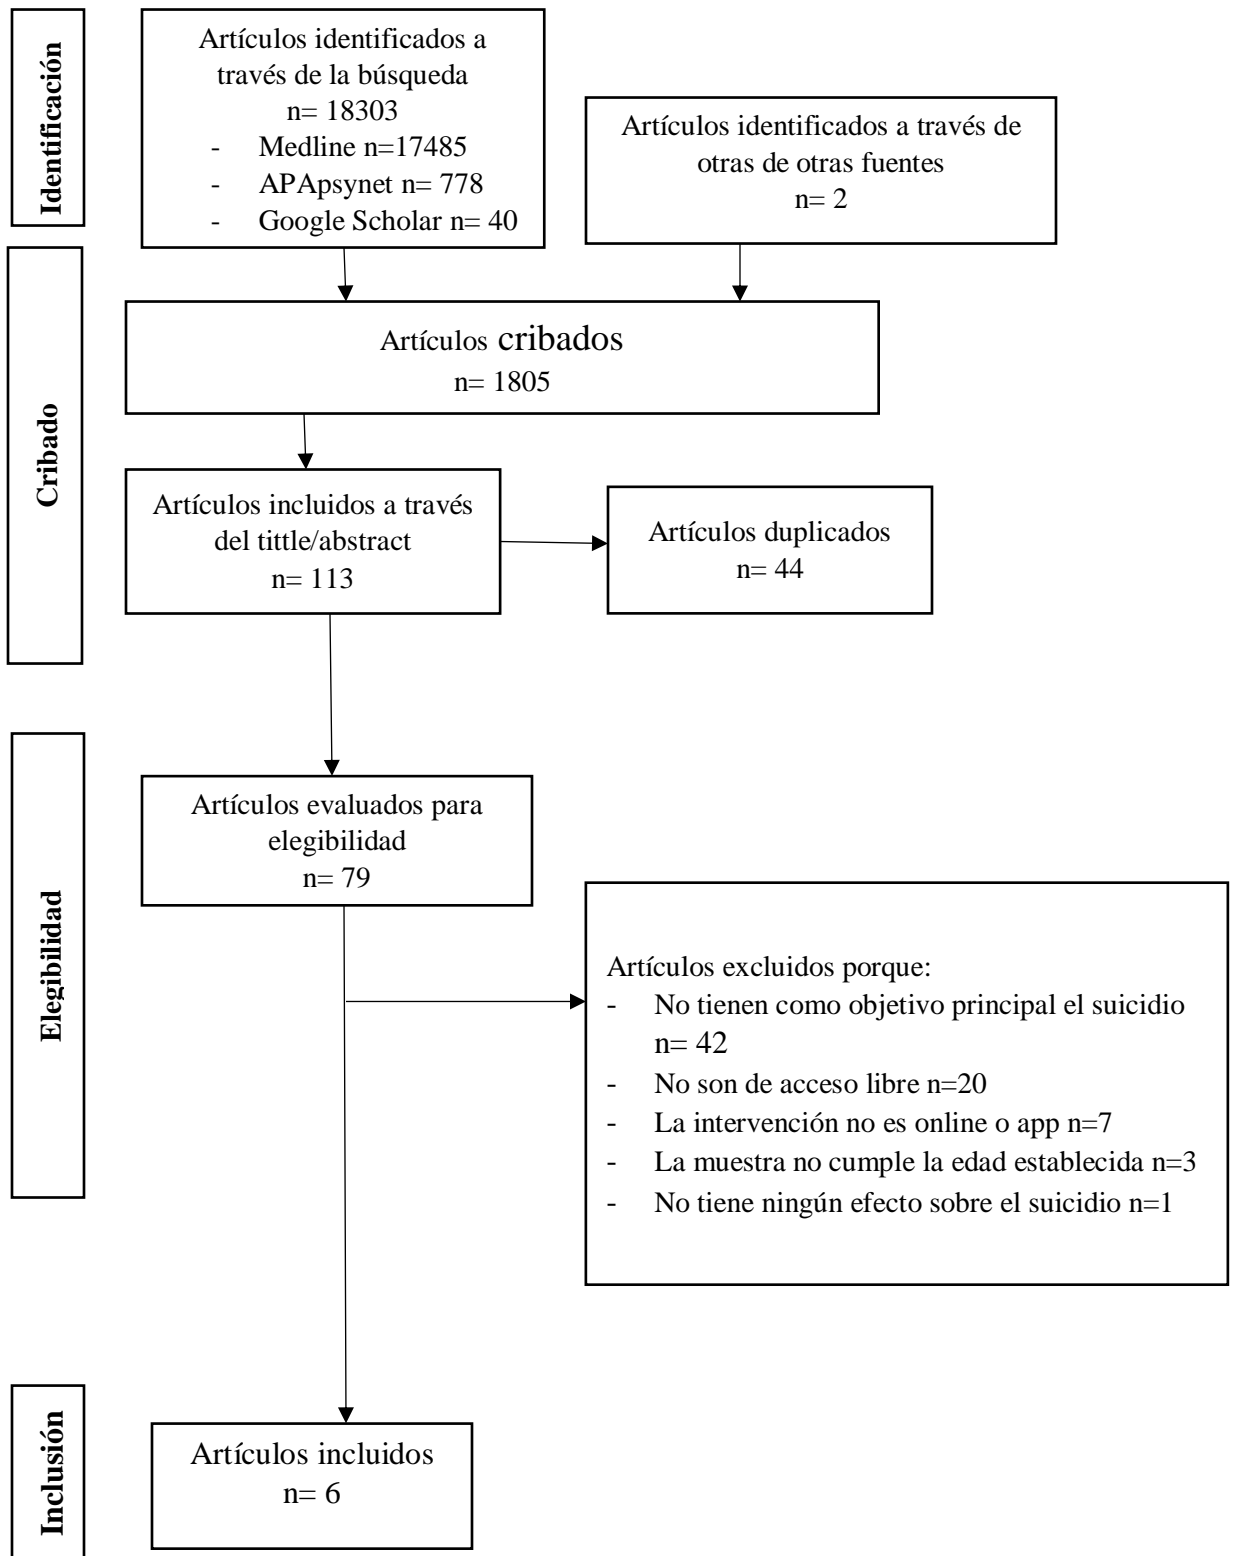 Identificación
Artículos identificados a
través de la búsqueda
n= 18303
- Medline n=17485
- APApsynet n= 778
- Google Scholar n= 40
Artículos identificados a través de
otras de otras fuentes
n= 2
Cribado
Artículos cribados
n= 1805
Artículos incluidos a través
del tittle/abstract
n= 113
Artículos duplicados
n= 44
Elegibilidad
Artículos evaluados para
elegibilidad
n= 79
Artículos excluidos porque:
- No tienen como objetivo principal el suicidio
n= 42
- No son de acceso libre n=20
- La intervención no es online o app n=7
- La muestra no cumple la edad establecida n=3
- No tiene ningún efecto sobre el suicidio n=1
Inclusión
Artículos incluidos
n= 6